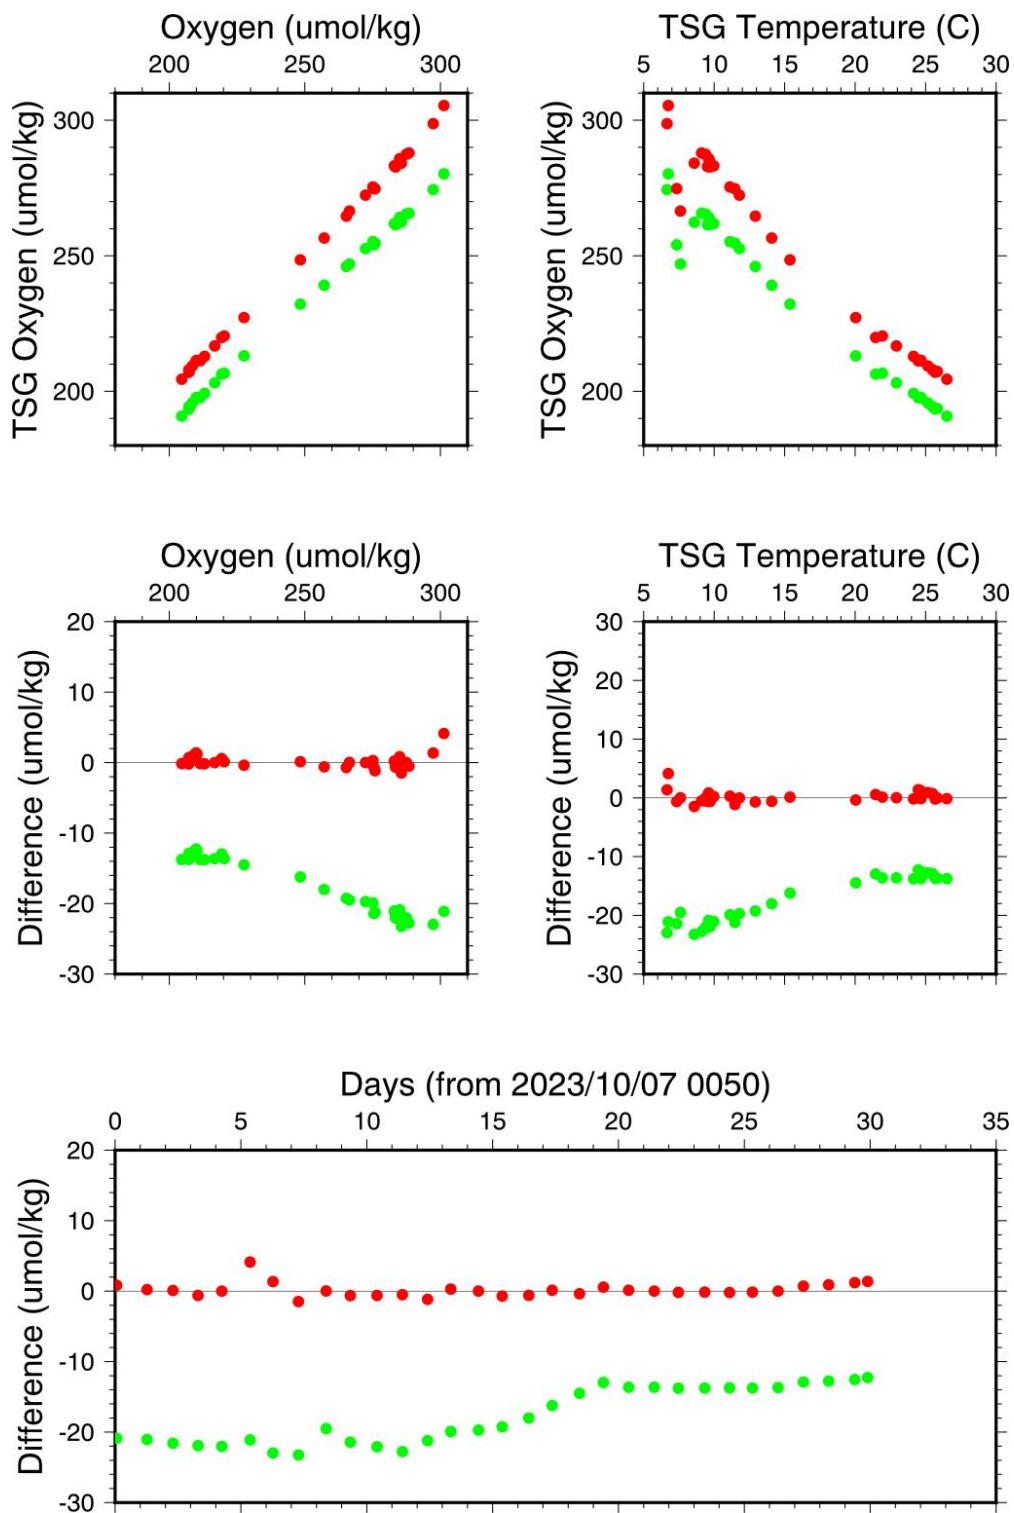 Oxygen (umol/kg)
200 250 300
TSG Oxygen (umol/kg)
300
250
200
TSG Temperature (C)
5 10 15 20 25 30
TSG Oxygen (umol/kg)
300
250
200
Oxygen (umol/kg)
200 250 300
Difference (umol/kg)
20
10
0
-10
-20
-30
TSG Temperature (C)
5 10 15 20 25 30
Difference (umol/kg)
30
20
10
0
-10
-20
-30
Days (from 2023/10/07 0050)
0 5 10 15 20 25 30 35
Difference (umol/kg)
20
10
0
-10
-20
-30